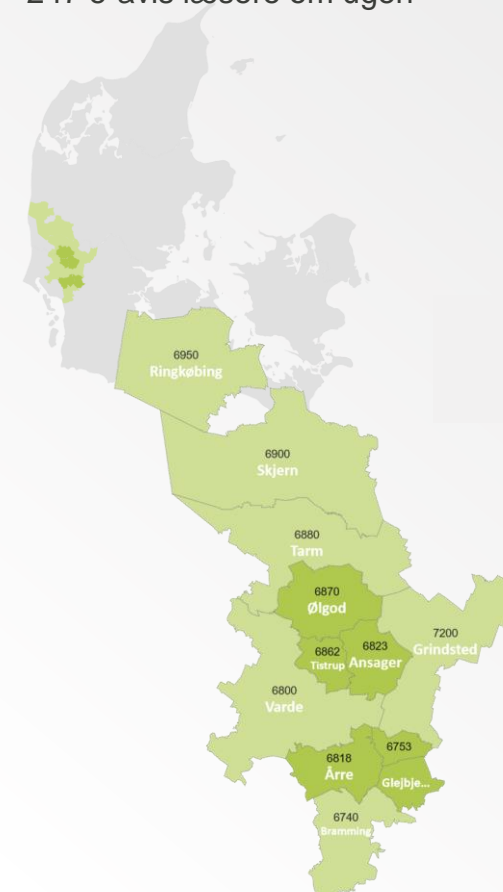 6950
Ringkøbing
6900
Skjern
6880
Tarm
6870
Ølgod
7200
Grindsted
6862
Tistrup
6823
Ansager
6800
Varde
6753
6818
Årre
Glejbje...
6740
Bramming